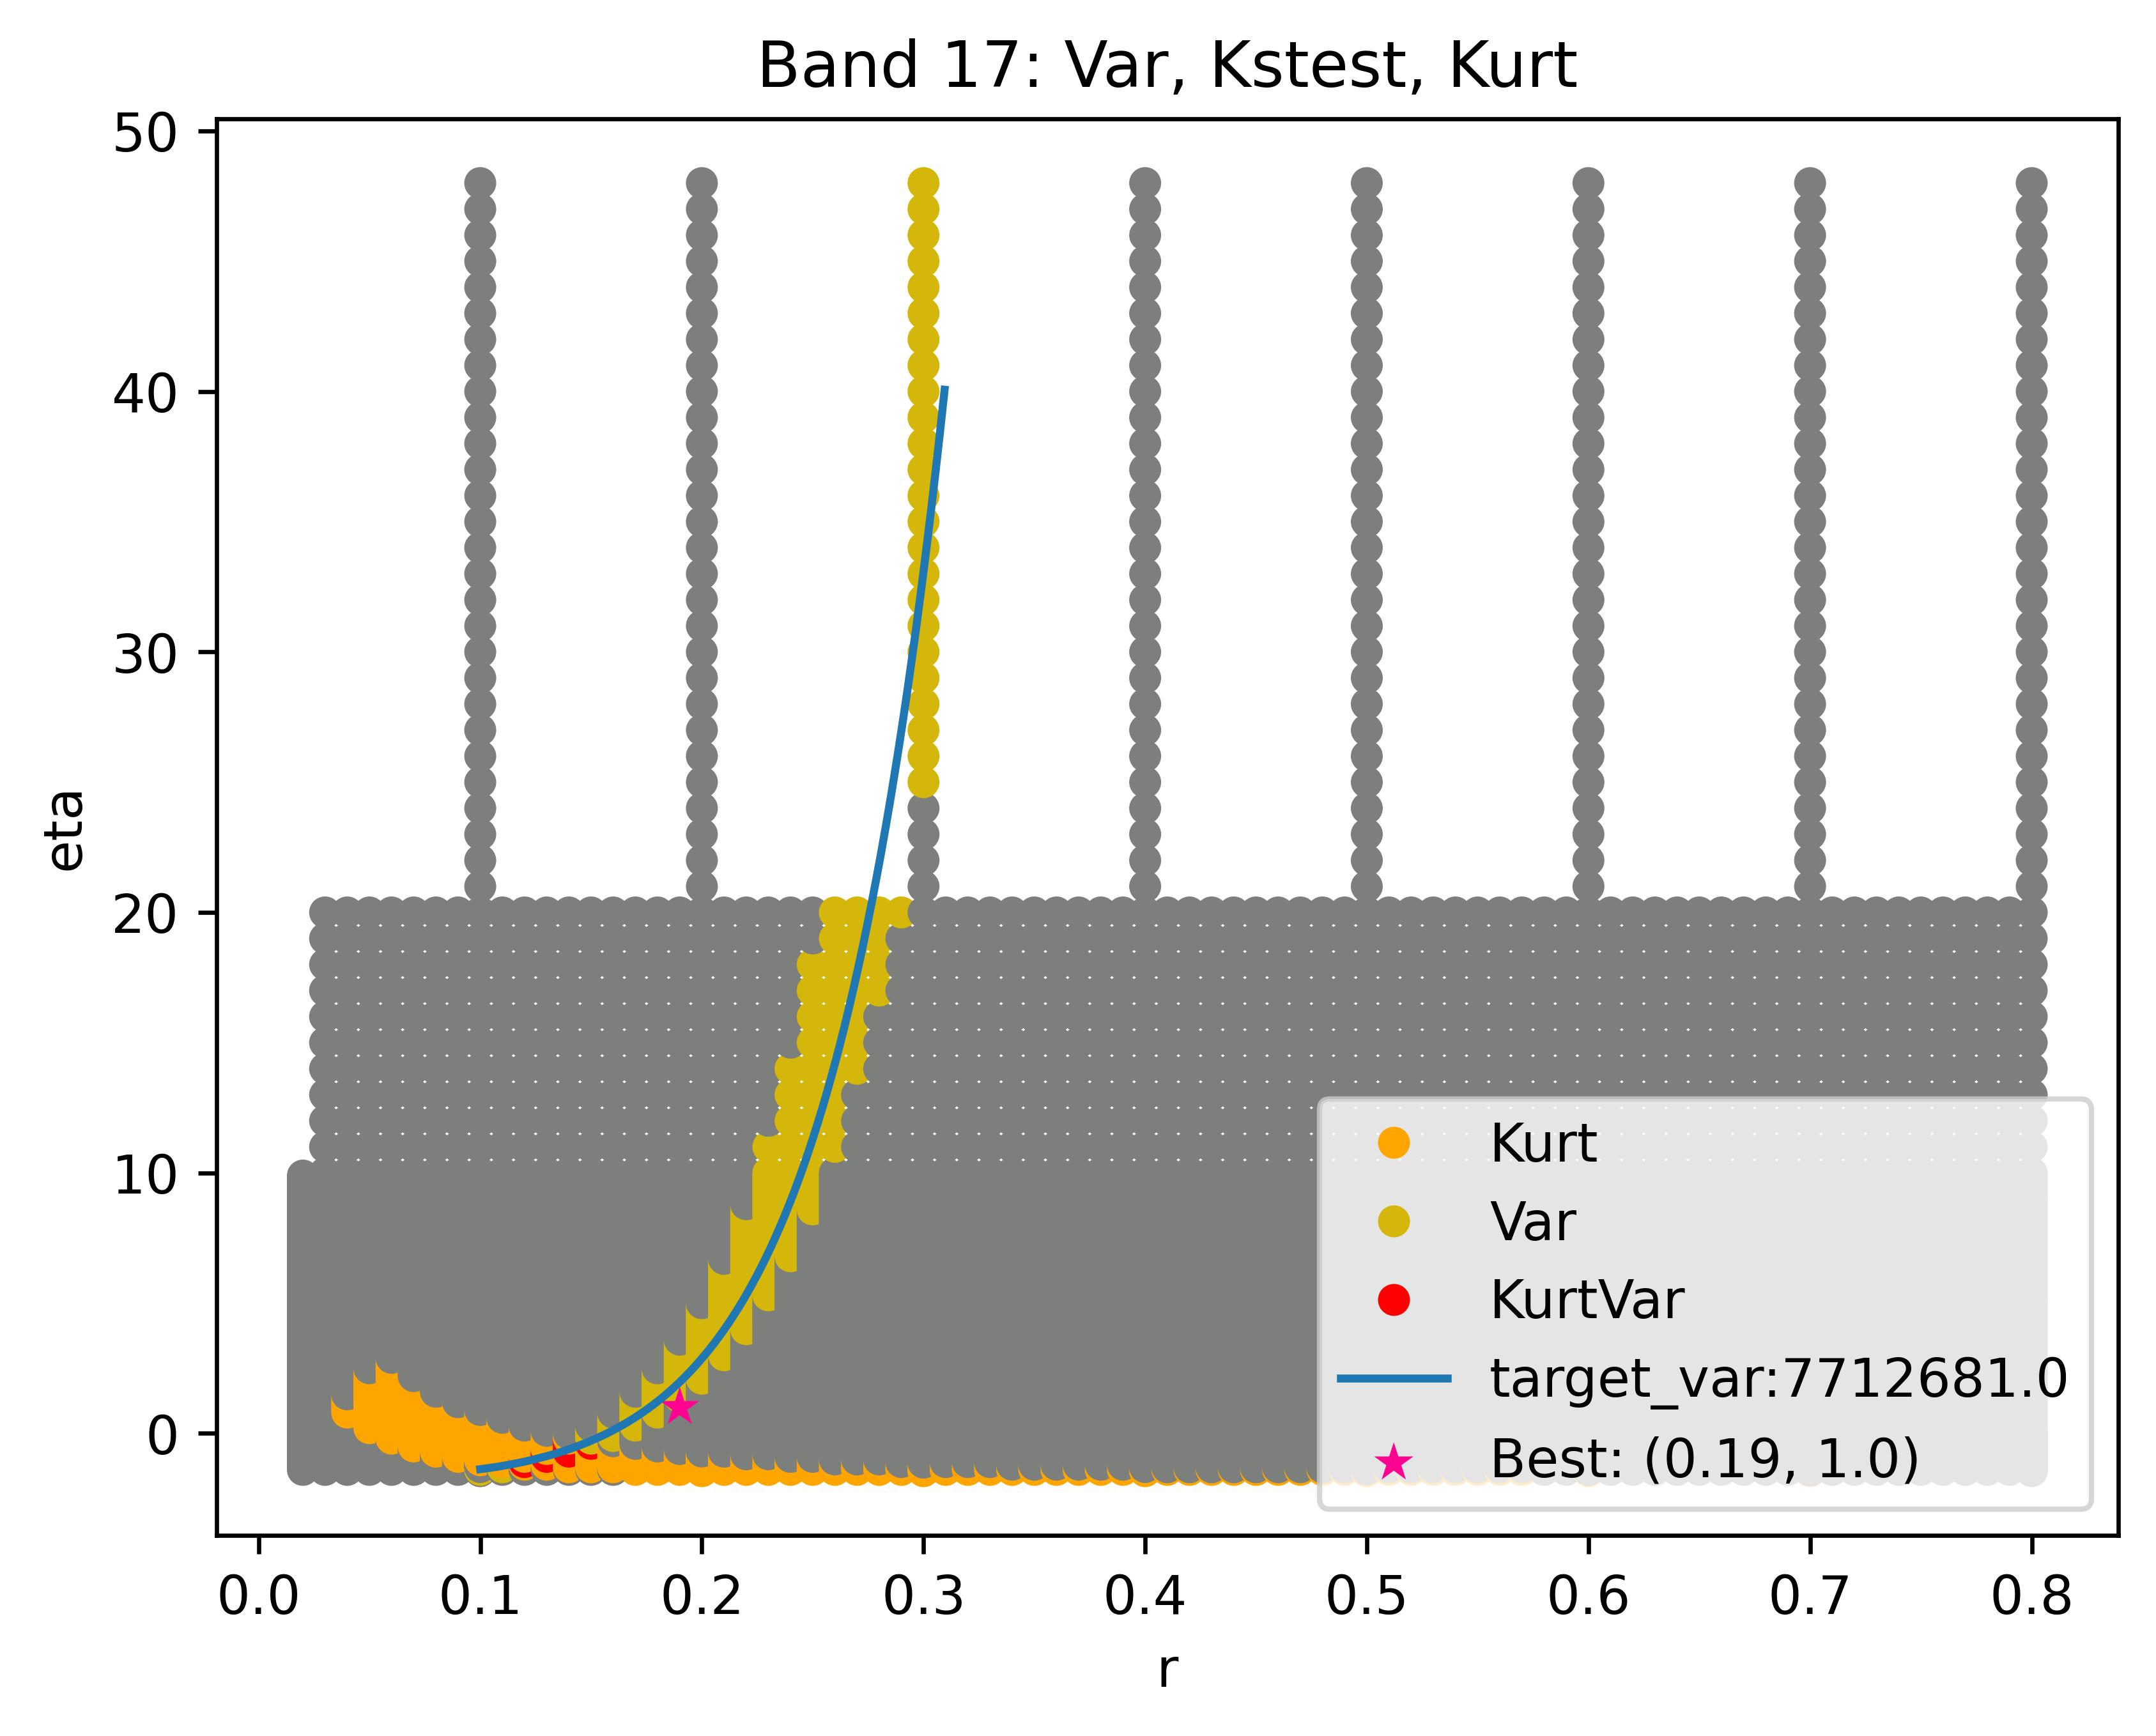 Band 17: Var, Kstest, Kurt
50
40
30
20
10
0
eta
Kurt
Var
KurtVar
target_var:7712681.0
Best: (0.19, 1.0)
0.0 0.1 0.2 0.3 0.4 0.5 0.6 0.7 0.8
r